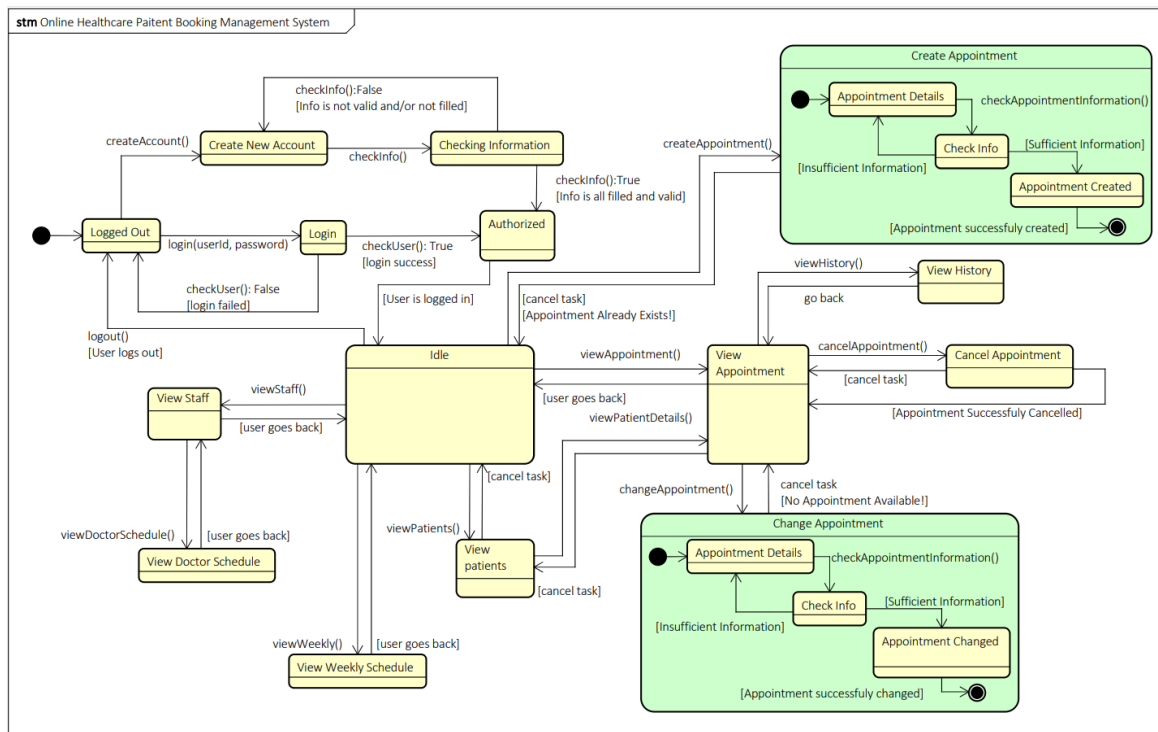 stm Online Healthcare Paitent Booking Management System
Create Appointment
Appointment Details
checkAppointmentInformation()
Check Info
[Insufficient Information]
[Sufficient Information]
Appointment Created
[Appointment successfuly created]
checkInfo():False
[Info is not valid and/or not filled]
createAccount()
Create New Account
checkInfo()
Checking Information
createAppointment()
checkInfo():True
[Info is all filled and valid]
Logged Out
login(userId, password)
Login
checkUser(): True
[login success]
Authorized
checkUser(): False
[login failed]
[User is logged in]
[cancel task]
[Appointment Already Exists!]
viewHistory()
View History
go back
logout()
[User logs out]
Idle
viewAppointment()
View
Appointment
cancelAppointment()
Cancel Appointment
[cancel task]
[user goes back]
[Appointment Successfuly Cancelled]
viewStaff()
View Staff
[user goes back]
viewPatientDetails()
[cancel task]
changeAppointment()
cancel task
[No Appointment Available!]
viewDoctorSchedule()
[user goes back]
View Doctor Schedule
viewPatients()
View
patients
[cancel task]
viewWeekly()
[user goes back]
View Weekly Schedule
Change Appointment
Appointment Details
checkAppointmentInformation()
Check Info
[Insufficient Information]
[Sufficient Information]
Appointment Changed
[Appointment successfuly changed]